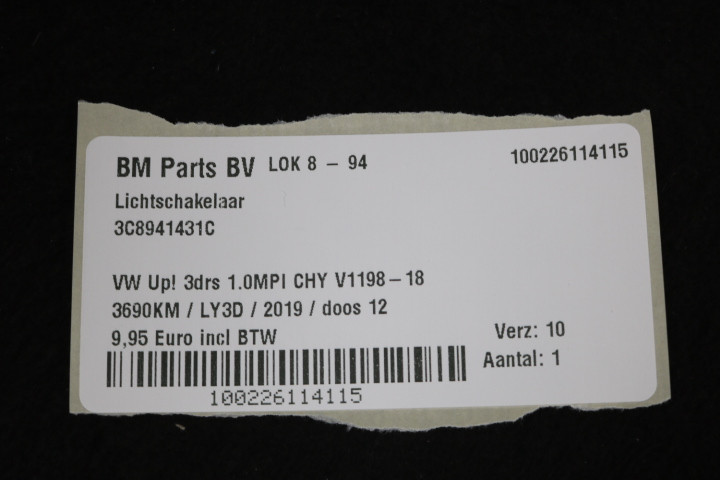 BM Parts BV LOK 8 - 94 100226114115
Lichtschakelaar
3C8941431C
VW Up! 3drs 1.0MPI CHY V1198-18
3690KM / LY3D / 2019 / doos 12
9,95 Euro incl BTW Verz: 10
Aantal: 1
100226114115